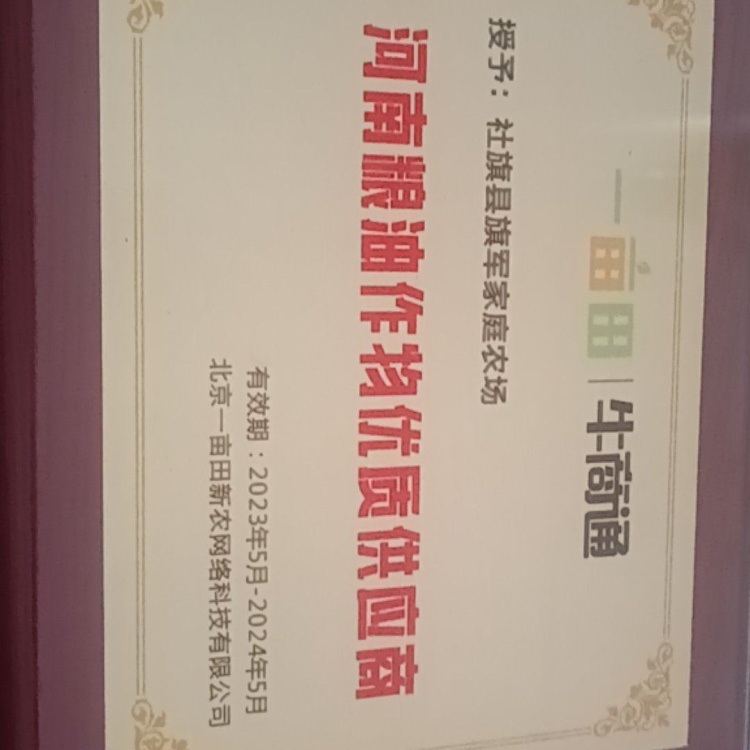 一亩田 | 牛商通
授予：社旗县旗军家庭农场
河南粮油作物优质供应商
有效期：2023年5月-2024年5月
北京一亩田新农网络科技有限公司